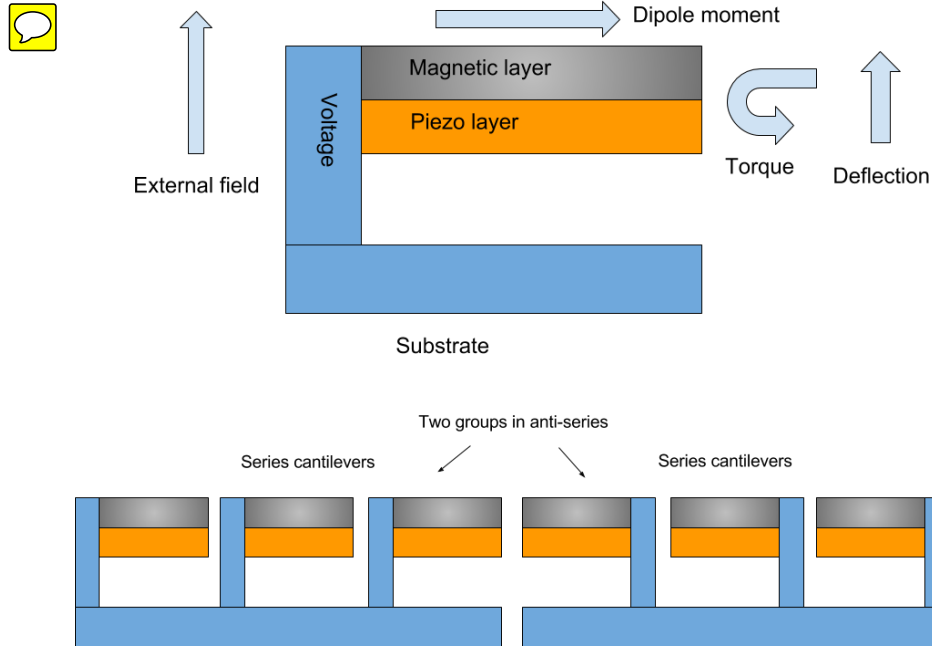 Dipole moment
Magnetic layer
Voltage
Piezo layer
Torque
Deflection
External field
Substrate
Two groups in anti-series
Series cantilevers
Series cantilevers